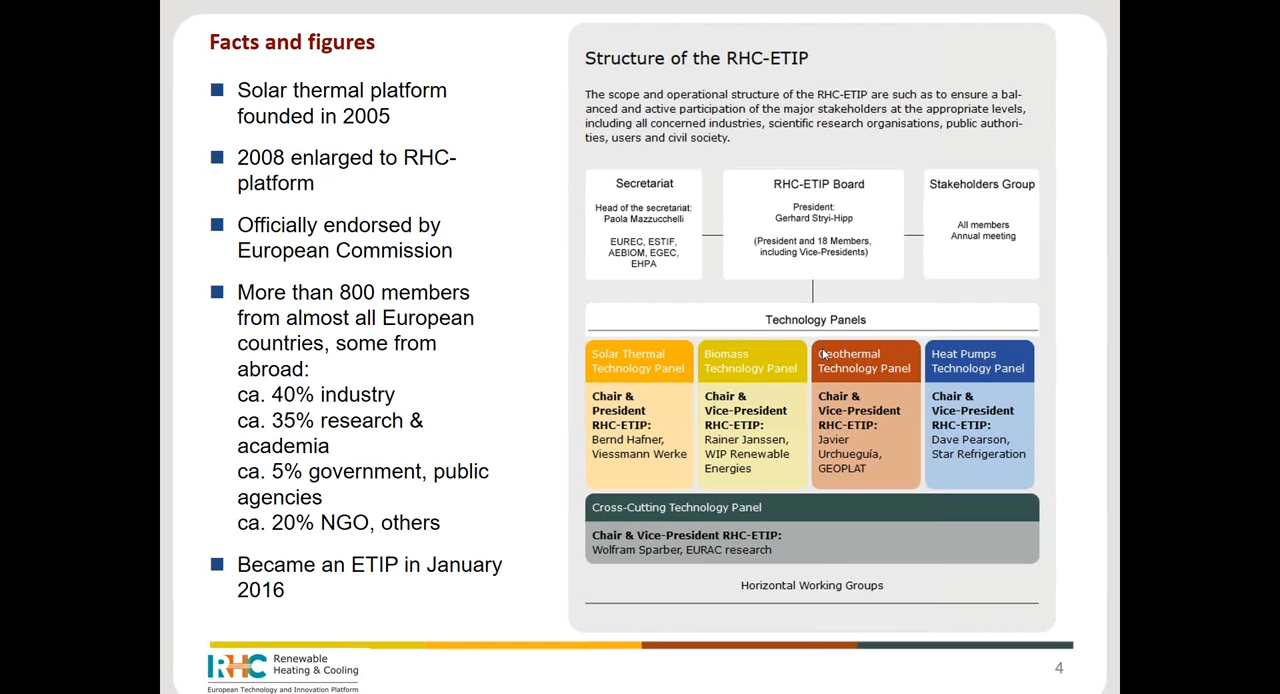 Facts and figures
Solar thermal platform
founded in 2005
2008 enlarged to RHC-
platform
Officially endorsed by
European Commission
More than 800 members
from almost all European
countries, some from
abroad:
ca. 40% industry
ca. 35% research &
academia
ca. 5% government, public
agencies
ca. 20% NGO, others
Became an ETIP in January
2016
Structure of the RHC-ETIP
The scope and operational structure of the RHC-ETIP are such as to ensure a bal-
anced and active participation of the major stakeholders at the appropriate levels,
including all concerned industries, scientific research organisations, public authori-
ties, users and civil society.
Secretariat
Head of the secretariat:
Paola Mazzucchelli
EUREC, ESTIF,
AEBIOM, EGEC,
EHPA
RHC-ETIP Board
President:
Gerhard Stryi-Hipp
(President and 18 Members,
including Vice-Presidents)
Stakeholders Group
All members
Annual meeting
Technology Panels
Solar Thermal
Technology Panel
Chair &
President
RHC-ETIP:
Bernd Hafner,
Viessmann Werke
Biomass
Technology Panel
Chair &
Vice-President
RHC-ETIP:
Rainer Janssen,
WIP Renewable
Energies
Geothermal
Technology Panel
Chair &
Vice-President
RHC-ETIP:
Javier
Urchueguía,
GEOPLAT
Heat Pumps
Technology Panel
Chair &
Vice-President
RHC-ETIP:
Dave Pearson,
Star Refrigeration
Cross-Cutting Technology Panel
Chair & Vice-President RHC-ETIP:
Wolfram Sparber, EURAC research
Horizontal Working Groups
RHC
Renewable
Heating & Cooling
European Technology and Innovation Platform
4